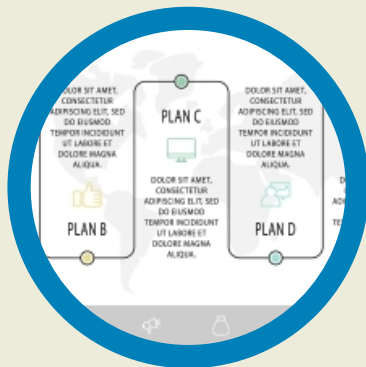 DOLOR SIT AMET,
CONSECTETUR
ADIPISCING ELIT, SED
DO EIUSMOD
TEMPOR INCIDIDUNT
UT LABORE ET
DOLORE MAGNA
ALIQUA.
PLAN B
PLAN C
DOLOR SIT AMET,
CONSECTETUR
ADIPISCING ELIT, SED
DO EIUSMOD
TEMPOR INCIDIDUNT
UT LABORE ET
DOLORE MAGNA
ALIQUA.
DOLOR SIT AMET,
CONSECTETUR
ADIPISCING ELIT, SED
DO EIUSMOD
TEMPOR INCIDIDUNT
UT LABORE ET
DOLORE MAGNA
ALIQUA.
PLAN D